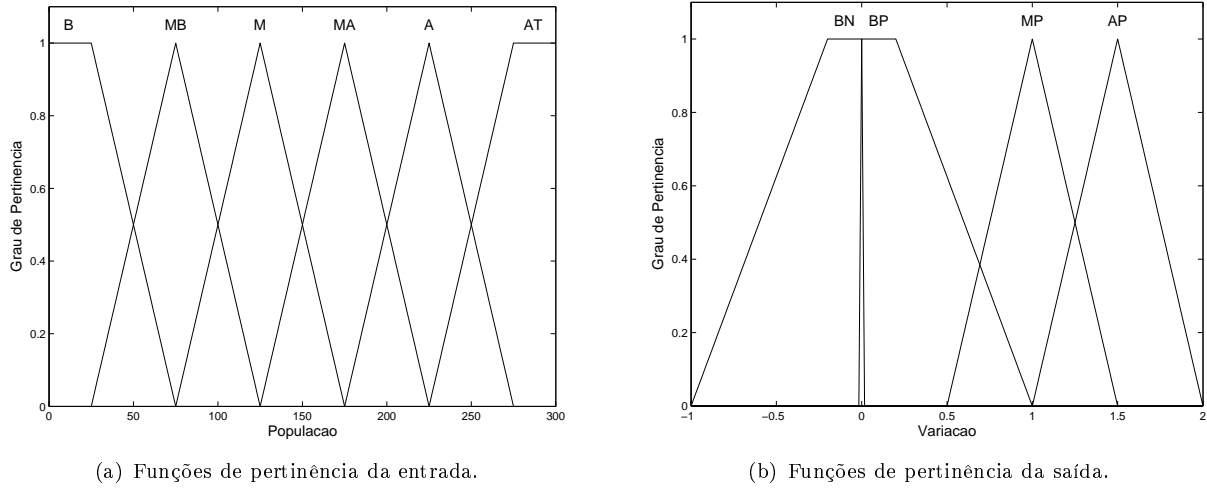 B MB M MA A AT
1
0.8
0.6
0.4
0.2
0
Grau de Pertinencia
0 50 100 150 200 250 300
Populacao
(a) Funções de pertinência da entrada.
BN BP MP AP
1
0.8
0.6
0.4
0.2
0
Grau de Pertinencia
−1 −0.5 0 0.5 1 1.5 2
Variacao
(b) Funções de pertinência da saída.